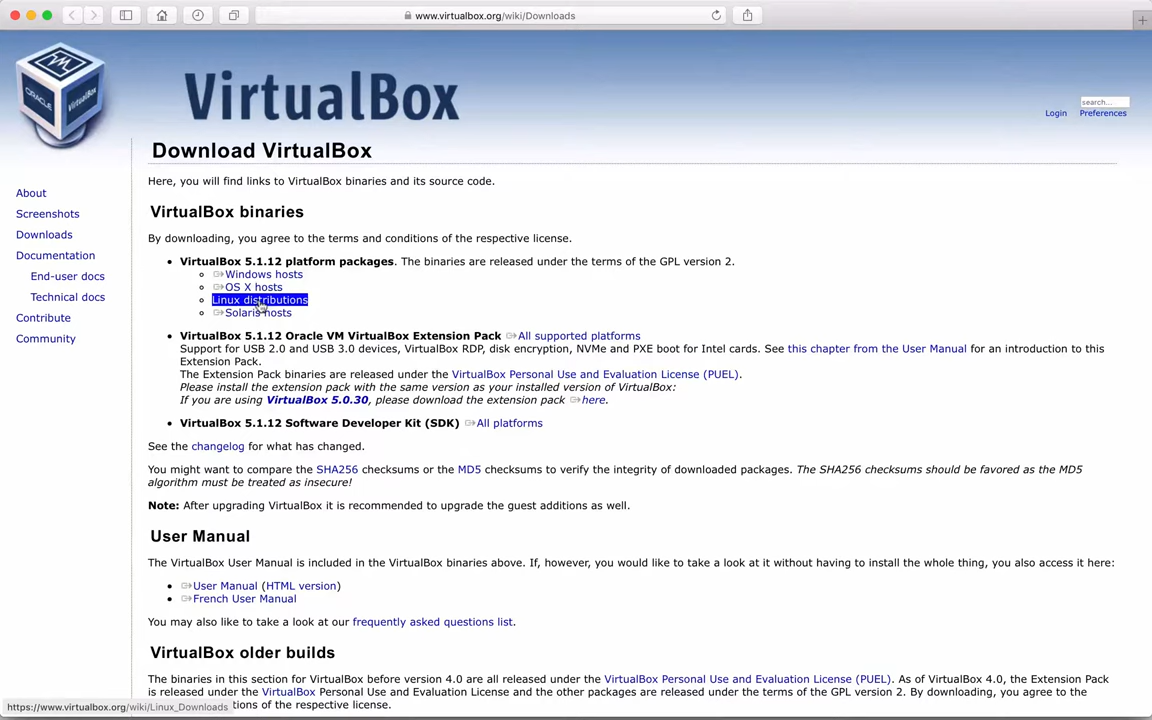 www.virtualbox.org/wiki/Downloads
ORACLE
VirtualBox
VirtualBox
search...
Login
Preferences
Download VirtualBox
Here, you will find links to VirtualBox binaries and its source code.
About
Screenshots
Downloads
Documentation
End-user docs
Technical docs
Contribute
Community
VirtualBox binaries
By downloading, you agree to the terms and conditions of the respective license.
VirtualBox 5.1.12 platform packages. The binaries are released under the terms of the GPL version 2.
Windows hosts
OS X hosts
Linux distributions
Solaris hosts
VirtualBox 5.1.12 Oracle VM VirtualBox Extension Pack All supported platforms
Support for USB 2.0 and USB 3.0 devices, VirtualBox RDP, disk encryption, NVMe and PXE boot for Intel cards. See this chapter from the User Manual for an introduction to this
Extension Pack.
The Extension Pack binaries are released under the VirtualBox Personal Use and Evaluation License (PUEL).
Please install the extension pack with the same version as your installed version of VirtualBox:
If you are using VirtualBox 5.0.30, please download the extension pack here.
VirtualBox 5.1.12 Software Developer Kit (SDK) All platforms
See the changelog for what has changed.
You might want to compare the SHA256 checksums or the MD5 checksums to verify the integrity of downloaded packages. The SHA256 checksums should be favored as the MD5
algorithm must be treated as insecure!
Note: After upgrading VirtualBox it is recommended to upgrade the guest additions as well.
User Manual
The VirtualBox User Manual is included in the VirtualBox binaries above. If, however, you would like to take a look at it without having to install the whole thing, you also access it here:
User Manual (HTML version)
French User Manual
You may also like to take a look at our frequently asked questions list.
VirtualBox older builds
The binaries in this section for VirtualBox before version 4.0 are all released under the VirtualBox Personal Use and Evaluation License (PUEL). As of VirtualBox 4.0, the Extension Pack
is released under the VirtualBox Personal Use and Evaluation License and the other packages are released under the terms of the GPL version 2. By downloading, you agree to the
https://www.virtualbox.org/wiki/Linux_Downloads
tions of the respective license.